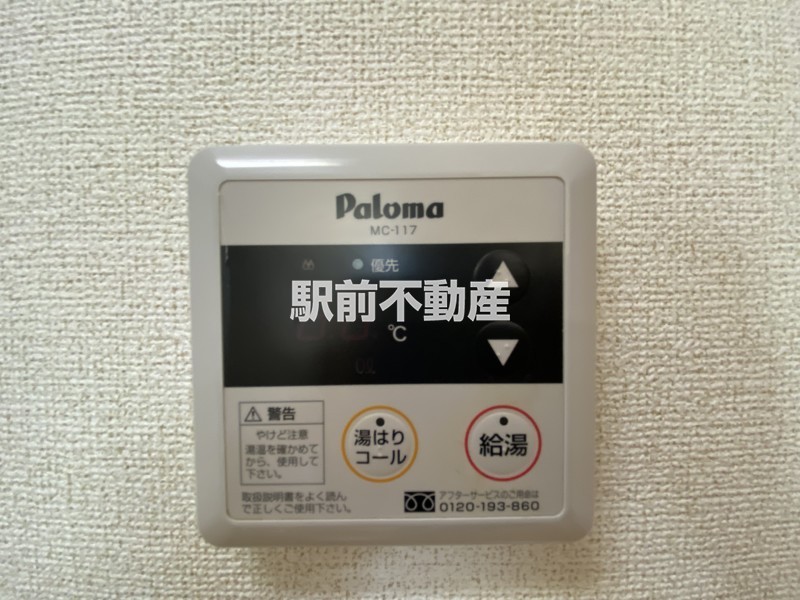 Paloma
MC-117
優先
駅前不動産
℃
警告
やけど注意
湯温を確かめて
から、使用して
下さい。
湯はり
コール
給湯
取扱説明書をよく読ん
で正しくご使用下さい。
アフターサービスのご用命は
0120-193-860